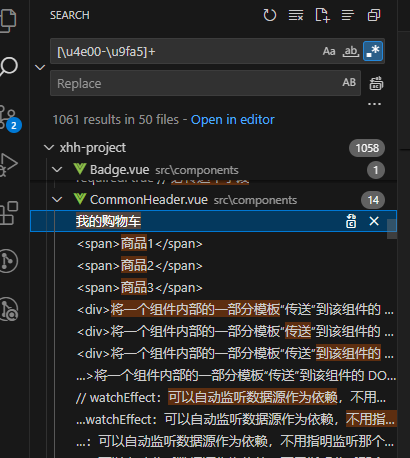 SEARCH
[\u4e00-\u9fa5]+
Aa
ab
.*
Replace
AB
...
1061 results in 50 files - Open in editor
2
xhh-project 1058
Badge.vue src\components 1
CommonHeader.vue src\components 14
我的购物车
<span>商品1</span>
<span>商品2</span>
<span>商品3</span>
<div>将一个组件内部的一部分模板“传送”到该组件的 ...
<div>将一个组件内部的一部分模板“传送”到该组件的 ...
<div>将一个组件内部的一部分模板“传送”到该组件的 ...
...>将一个组件内部的一部分模板“传送”到该组件的 DO...
// watchEffect：可以自动监听数据源作为依赖，不用...
...watchEffect：可以自动监听数据源作为依赖，不用指...
...：可以自动监听数据源作为依赖，不用指明监听那个...